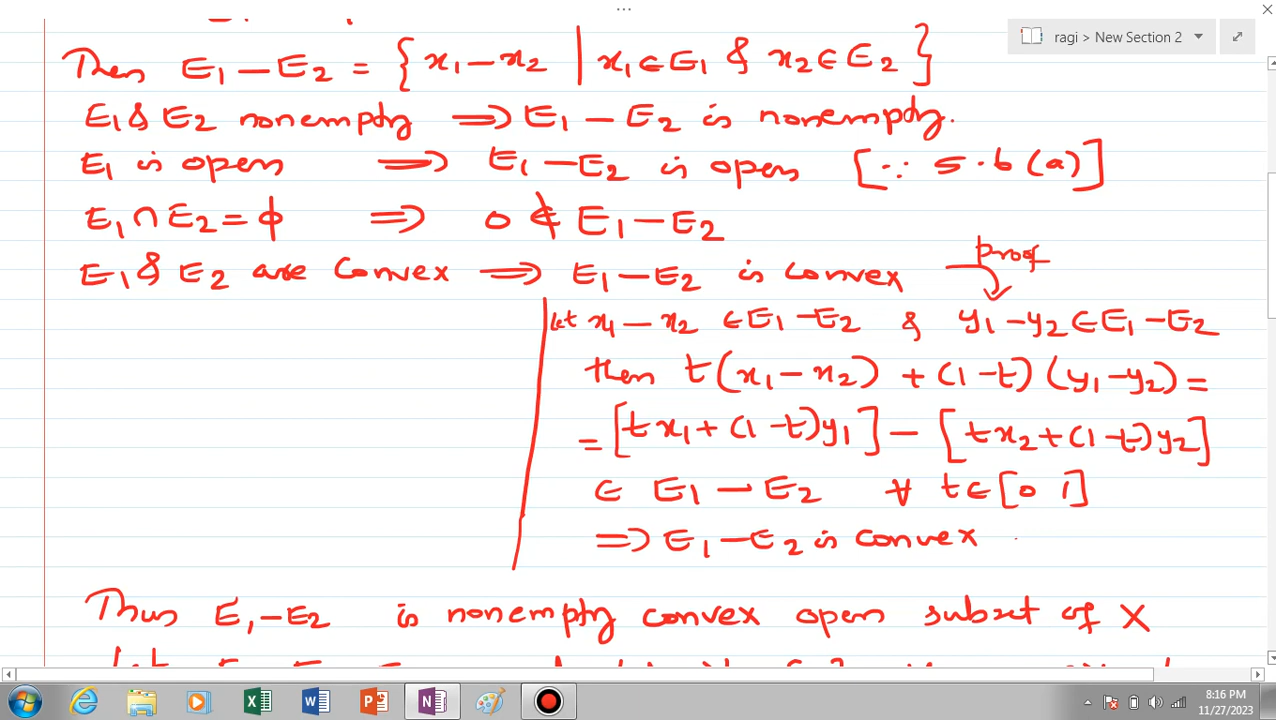 ragi > New Section 2
Then E₁ – E₂ = { x₁ – x₂ | x₁ ∈ E₁ & x₂ ∈ E₂ }
E₁ & E₂ nonempty ⟹ E₁ – E₂ is nonempty.
E₁ is open ⟹ E₁ – E₂ is open [∵ 5.6 (a)]
E₁ ∩ E₂ = ϕ ⟹ 0 ∉ E₁ – E₂
E₁ & E₂ are convex ⟹ E₁ – E₂ is convex proof
let x₁ – x₂ ∈ E₁ – E₂ & y₁ – y₂ ∈ E₁ – E₂
then t(x₁ – x₂) + (1 – t) (y₁ – y₂) =
= [tx₁ + (1 – t)y₁] – [tx₂ + (1 – t)y₂]
∈ E₁ – E₂ ∀ t ∈ [0 1]
⟹ E₁ – E₂ is convex
Thus E₁ – E₂ is nonempty convex open subset of X
8:16 PM
11/27/2023